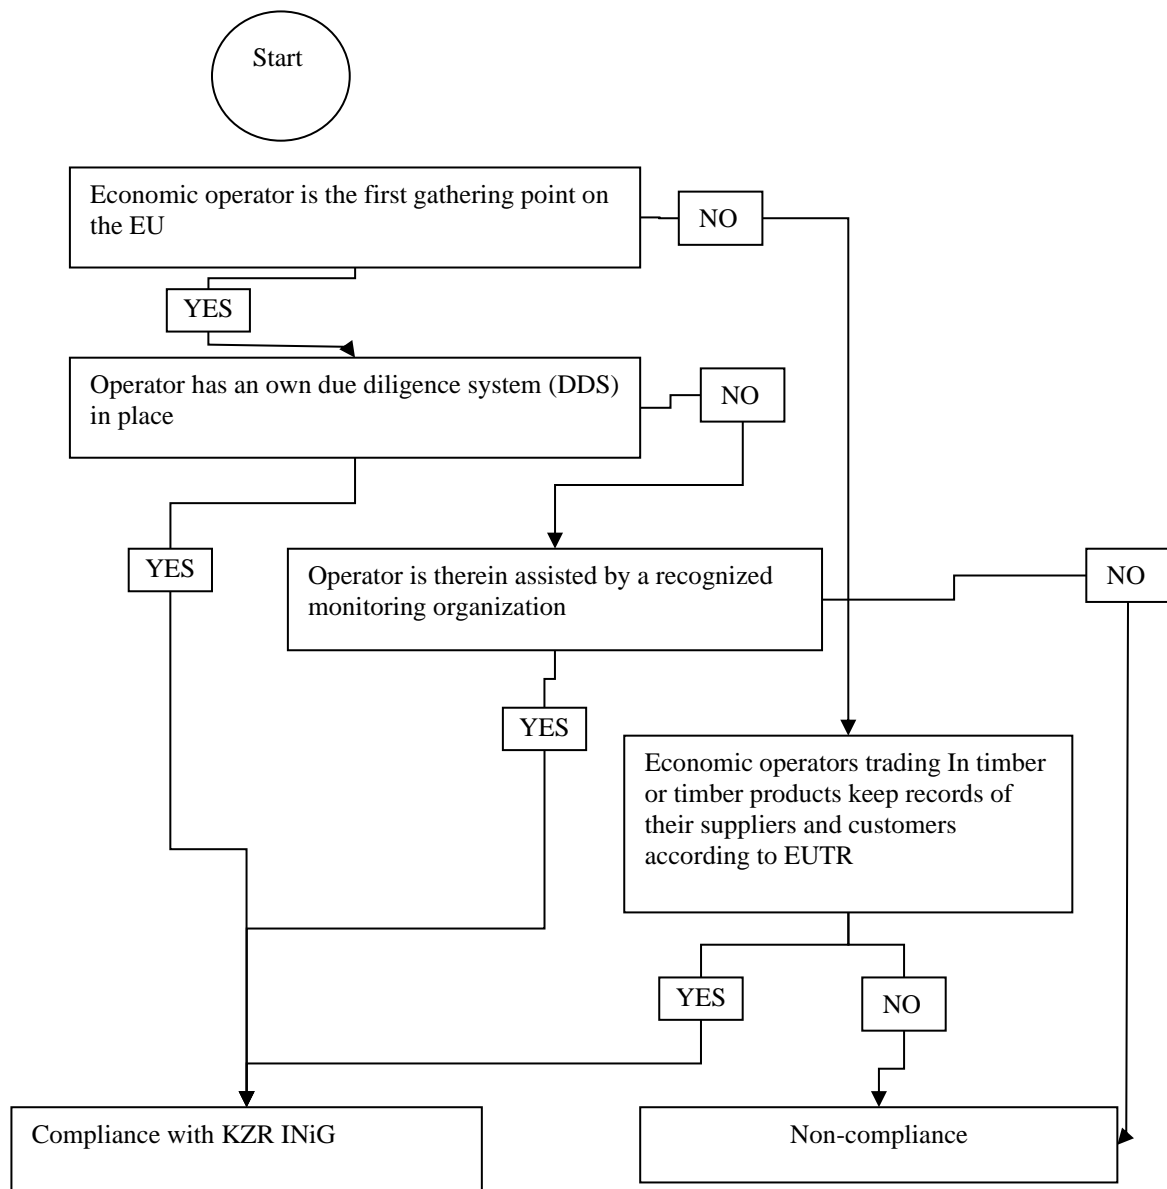 Start
Economic operator is the first gathering point on
the EU
NO
YES
Operator has an own due diligence system (DDS)
in place
NO
YES
Operator is therein assisted by a recognized
monitoring organization
NO
YES
Economic operators trading In timber
or timber products keep records of
their suppliers and customers
according to EUTR
YES
NO
Compliance with KZR INiG
Non-compliance